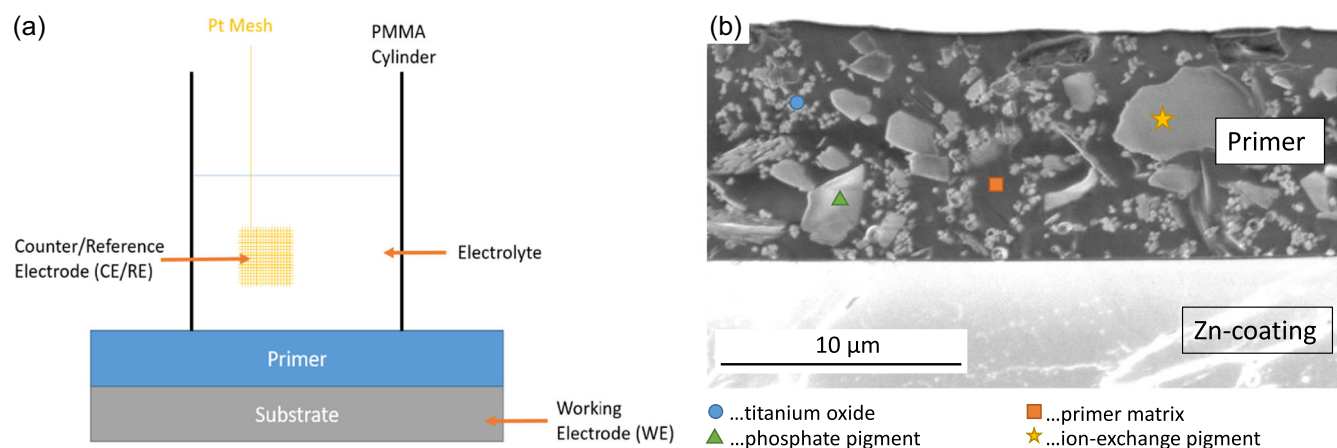 (a)
Pt Mesh
PMMA
Cylinder
Counter/Reference
Electrode (CE/RE)
Electrolyte
Primer
Substrate
Working
Electrode (WE)
(b)
Primer
Zn-coating
10 µm
...titanium oxide
...primer matrix
...phosphate pigment
...ion-exchange pigment